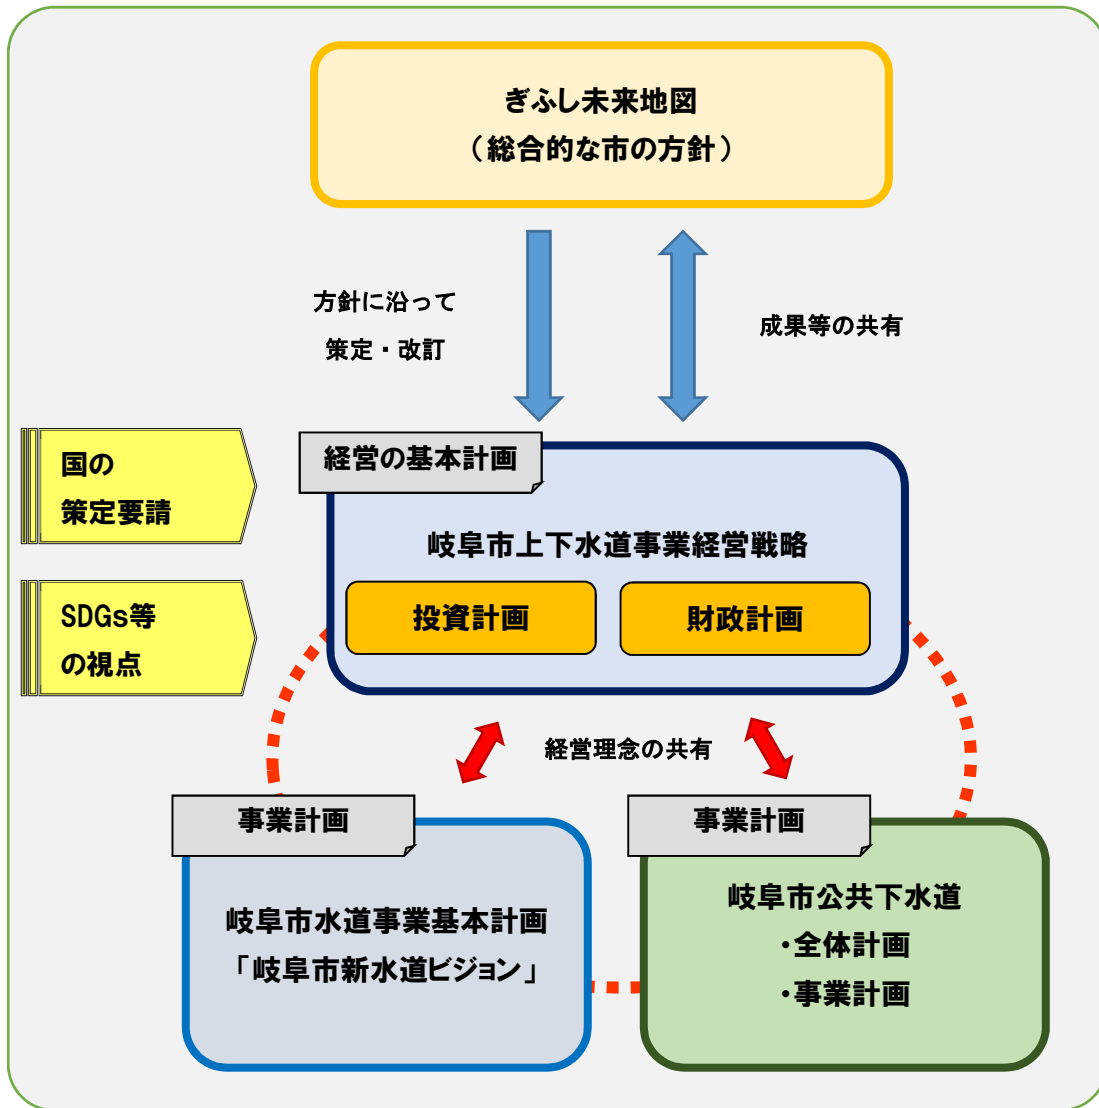 ぎふし未来地図
（総合的な市の方針）
方針に沿って
策定・改訂
成果等の共有
国の
策定要請
経営の基本計画
岐阜市上下水道事業経営戦略
投資計画
財政計画
SDGs等
の視点
経営理念の共有
事業計画
岐阜市水道事業基本計画
「岐阜市新水道ビジョン」
事業計画
岐阜市公共下水道
・全体計画
・事業計画